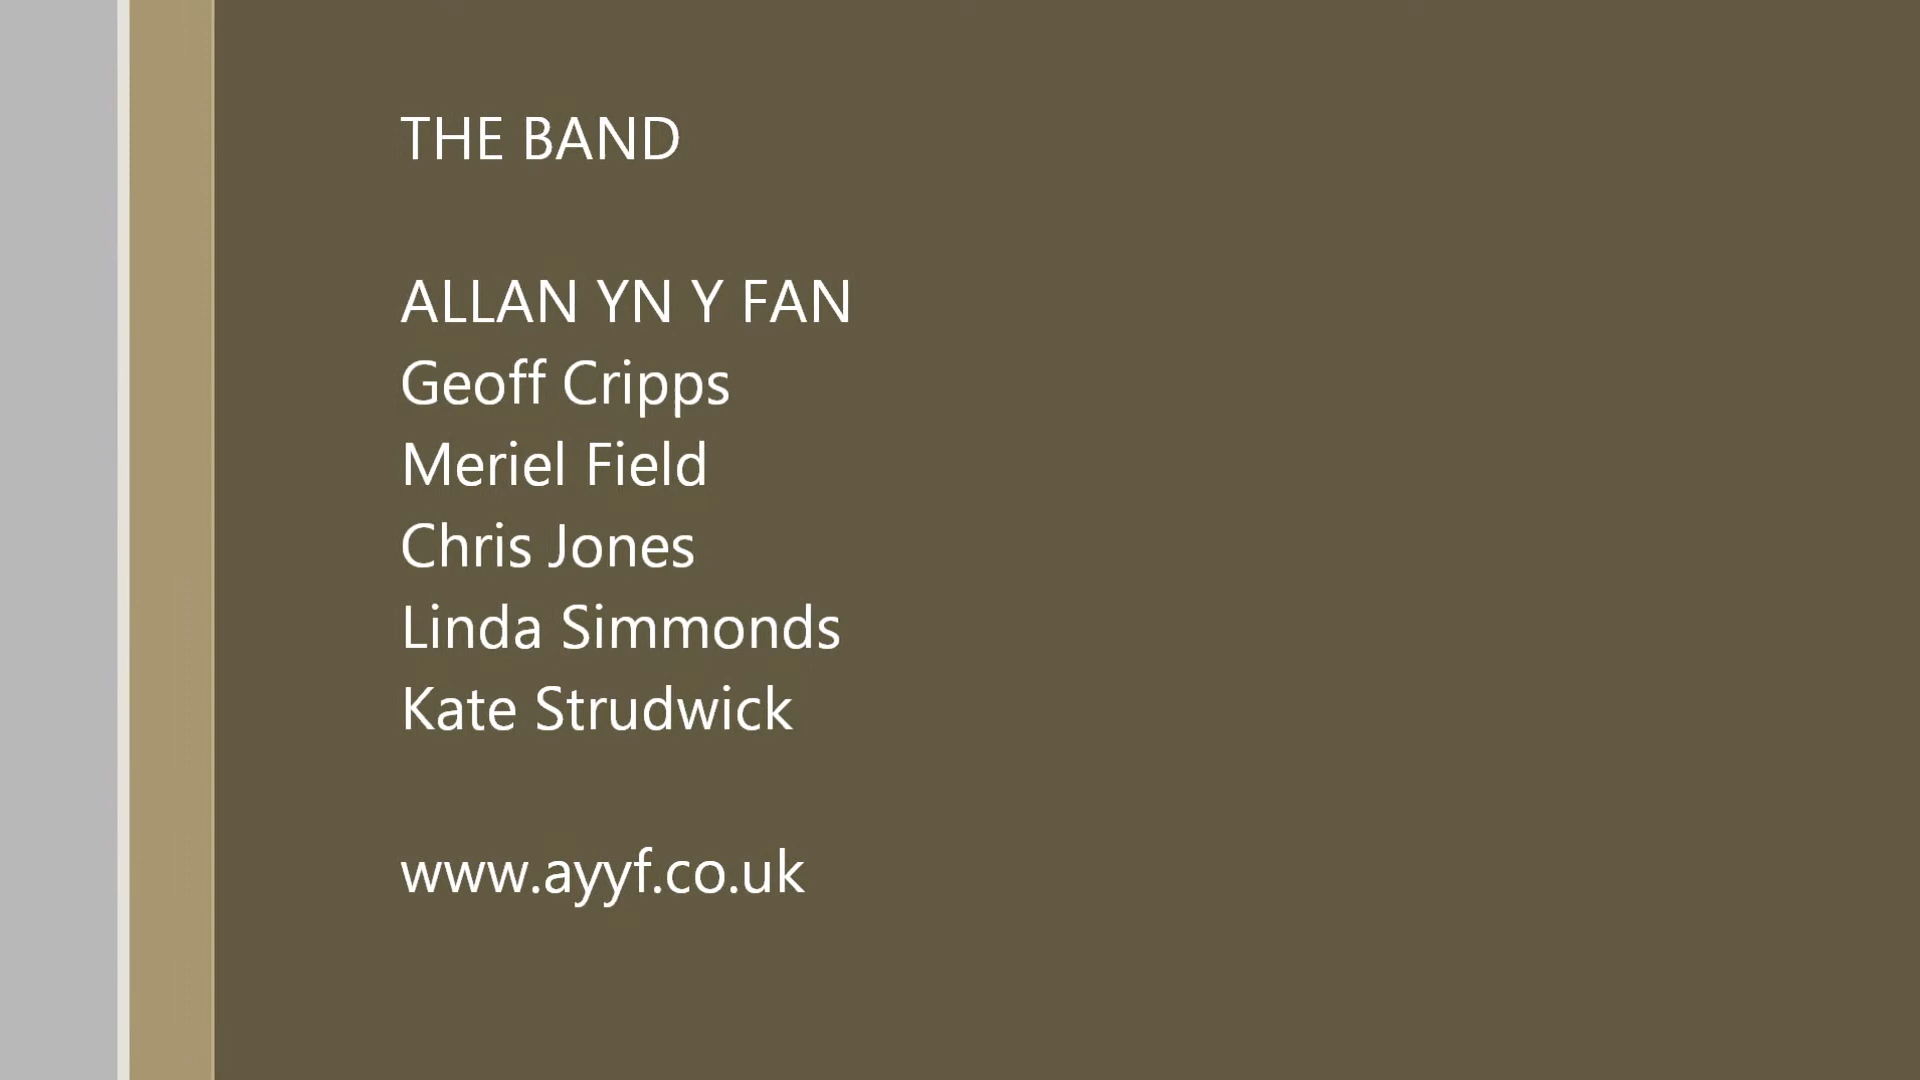 THE BAND
ALLAN YN Y FAN
Geoff Cripps
Meriel Field
Chris Jones
Linda Simmonds
Kate Strudwick
www.ayyf.co.uk